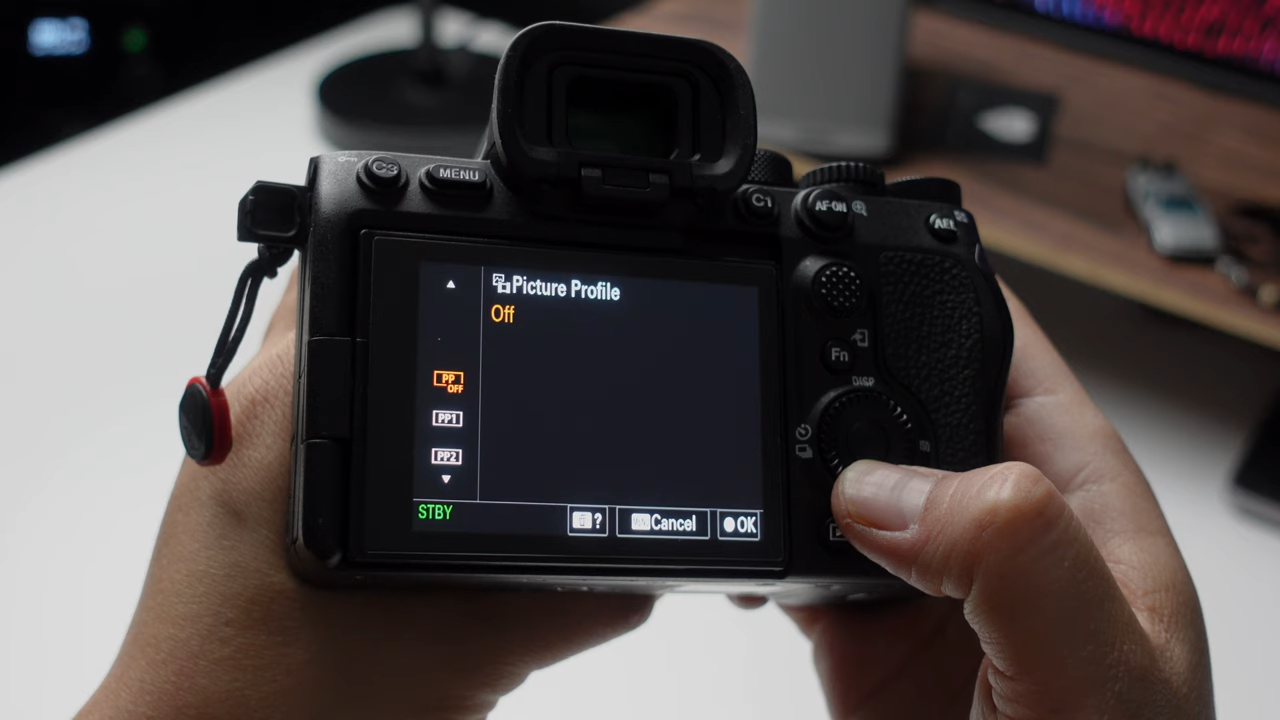 C3
MENU
C1
AF-ON
AEL
Picture Profile
Off
PP
OFF
PP1
PP2
STBY
?
Cancel
OK
Fn
DISP